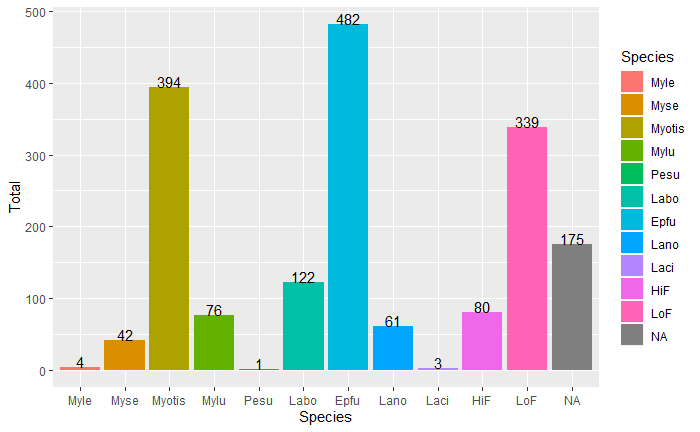 500
400
300
200
100
0
Total
4
42
394
76
1
122
482
61
3
80
339
175
Myle Myse Myotis Mylu Pesu Labo Epfu Lano Laci HiF LoF NA
Species
Species
Myle
Myse
Myotis
Mylu
Pesu
Labo
Epfu
Lano
Laci
HiF
LoF
NA